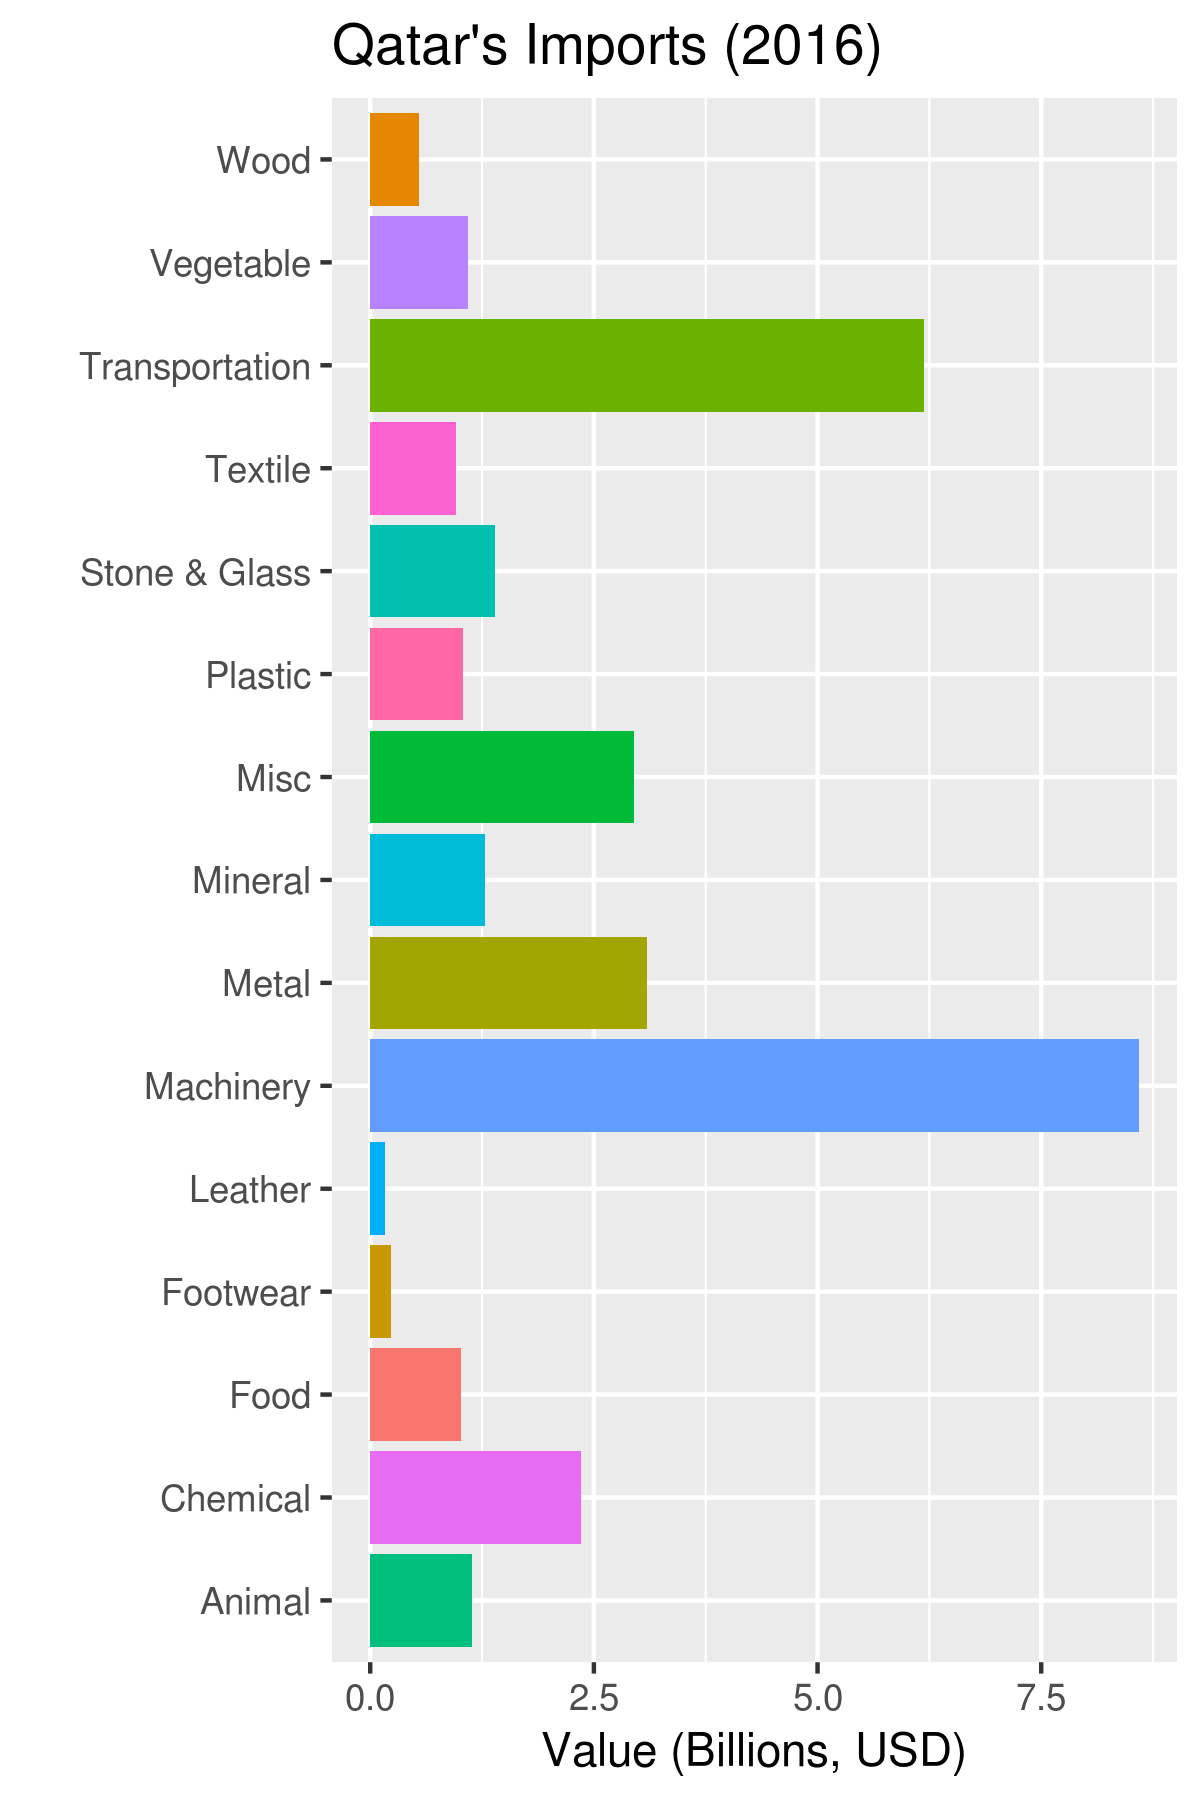 Qatar's Imports (2016)
Wood
Vegetable
Transportation
Textile
Stone & Glass
Plastic
Misc
Mineral
Metal
Machinery
Leather
Footwear
Food
Chemical
Animal
0.0 2.5 5.0 7.5
Value (Billions, USD)